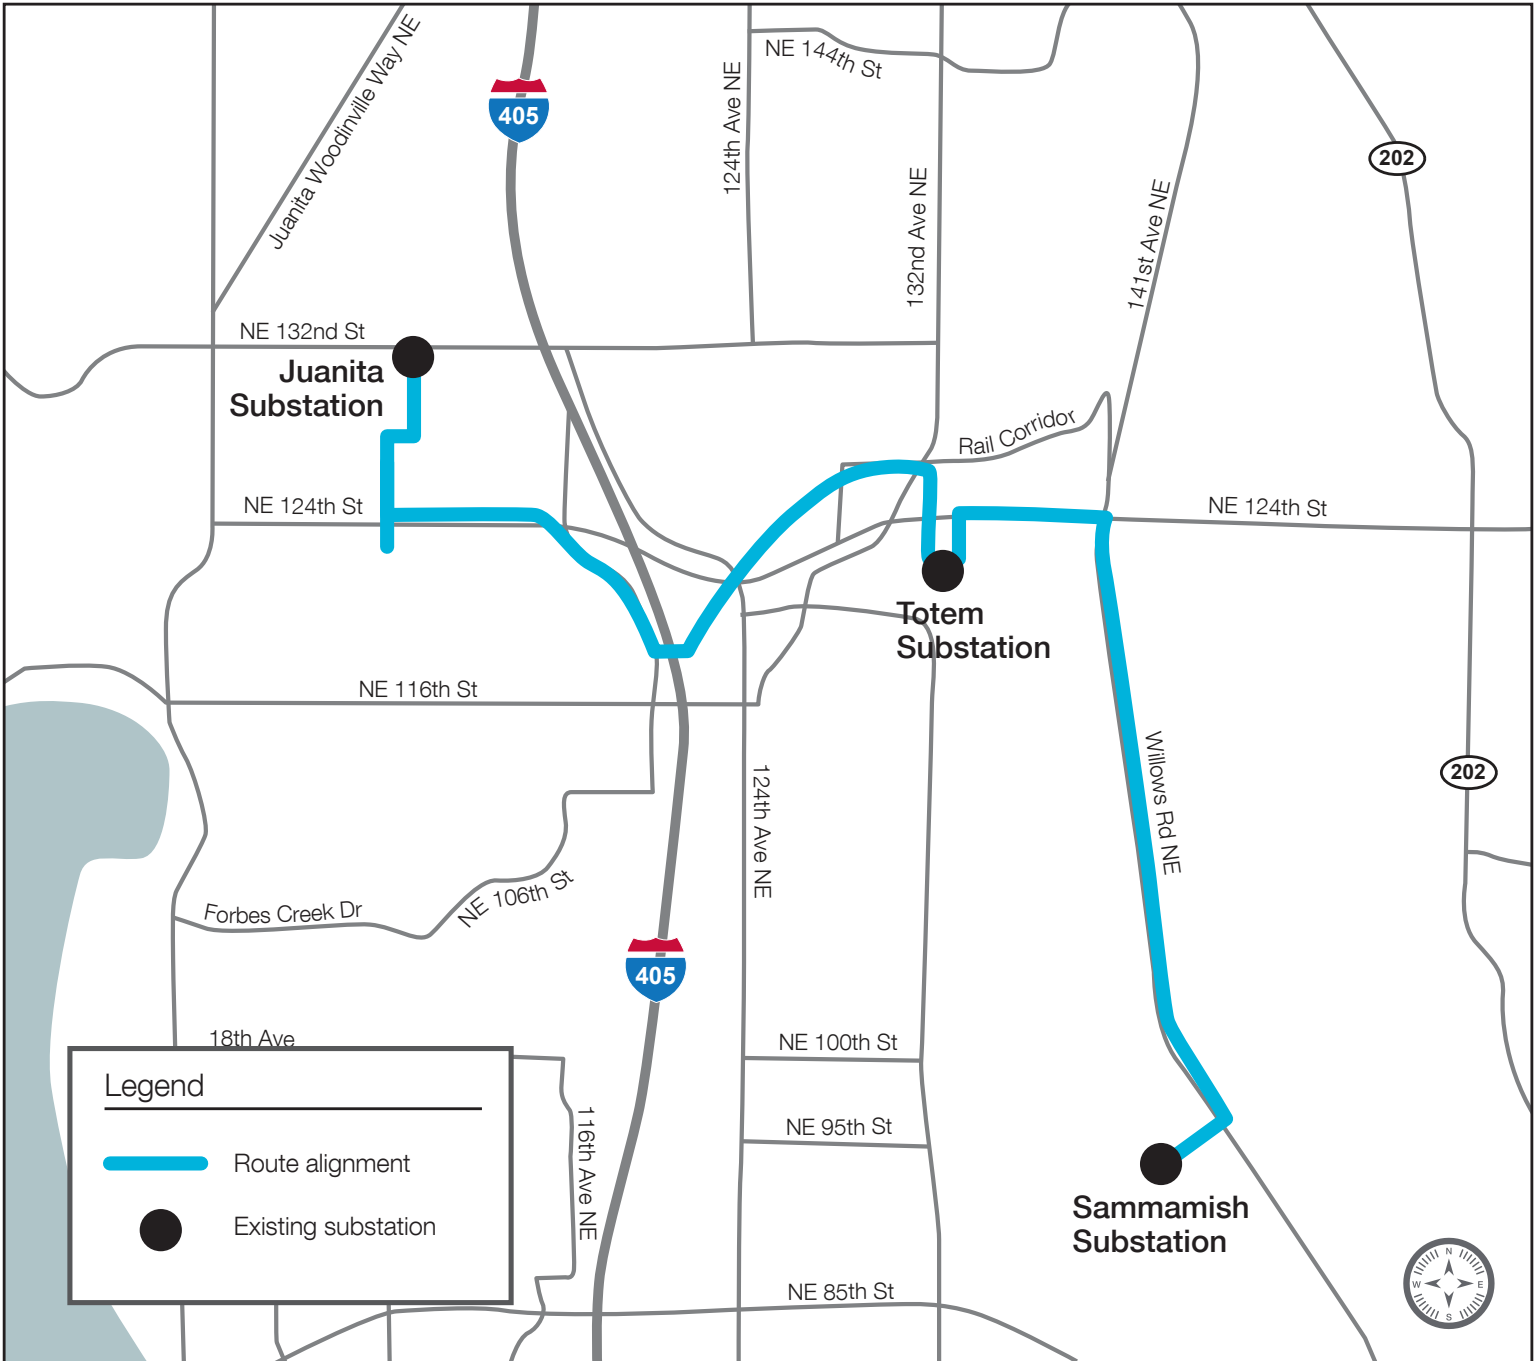 NE 144th St
Juanita Woodinville Way NE
405
124th Ave NE
202
132nd Ave NE
141st Ave NE
NE 132nd St
Juanita
Substation
Rail Corridor
NE 124th St
NE 124th St
Totem
Substation
NE 116th St
Willows Rd NE
202
124th Ave NE
NE 106th St
Forbes Creek Dr
405
18th Ave
NE 100th St
Legend
Route alignment
Existing substation
116th Ave NE
NE 95th St
Sammamish
Substation
NE 85th St
N
W
E
S